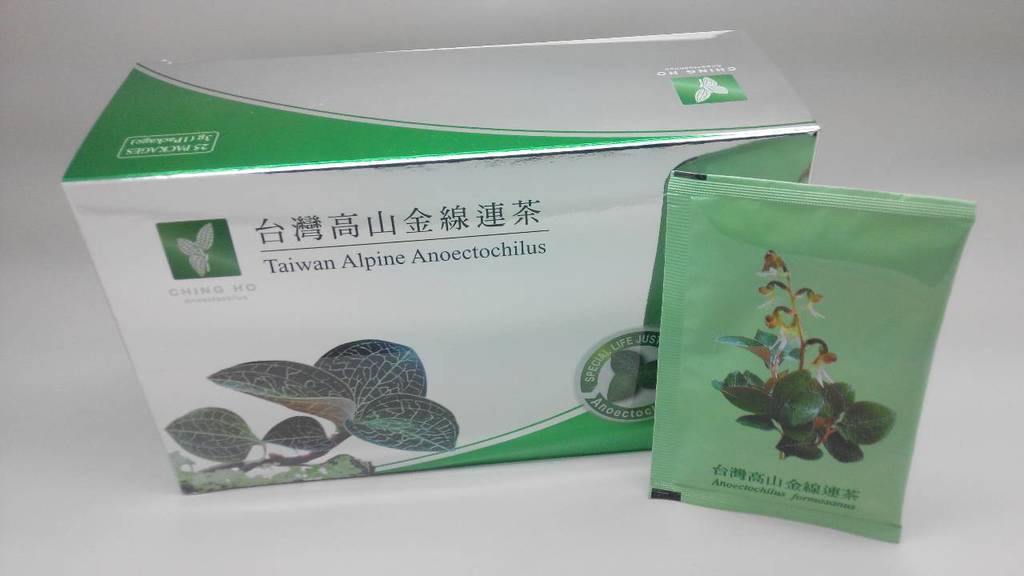 CHING HO
Anoectochilus
25 PACKAGES
3g (1Package)
台灣高山金線連茶
Taiwan Alpine Anoectochilus
CHING HO
Anoectochilus
SPECIAL LIFE JUST
台灣高山金線連茶
Anoectochilus formosanus